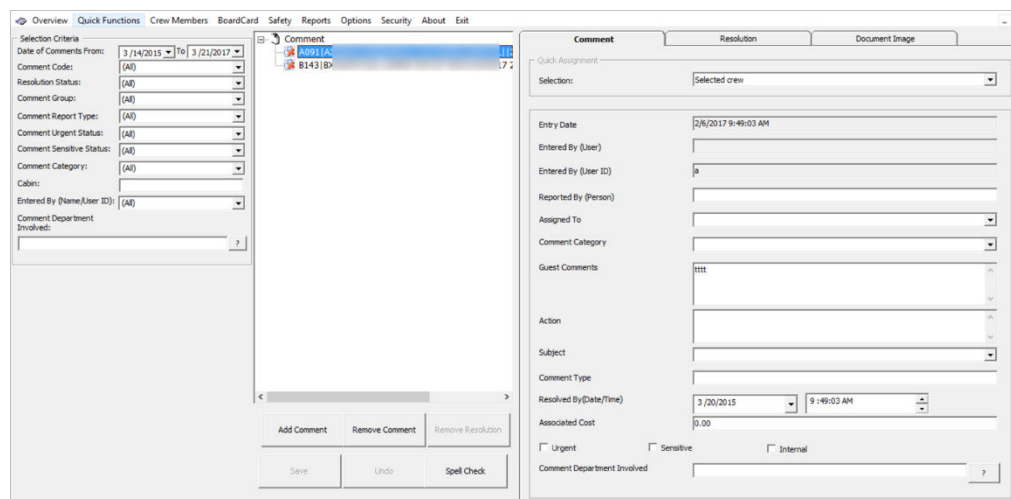 Overview Quick Functions Crew Members BoardCard Safety Reports Options Security About Exit
Selection Criteria
Date of Comments From: 3 /14/2015 To 3 /21/2017
Comment Code: (All)
Resolution Status: (All)
Comment Group: (All)
Comment Report Type: (All)
Comment Urgent Status: (All)
Comment Sensitive Status: (All)
Comment Category: (All)
Cabin:
Entered By (Name/User ID): (All)
Comment Department
Involved:
?
Comment
A091|A
B143|BX
17 2
Add Comment Remove Comment Remove Resolution
Save Undo Spell Check
Comment Resolution Document Image
Quick Assignment
Selection: Selected crew
Entry Date 2/6/2017 9:49:03 AM
Entered By (User)
Entered By (User ID) a
Reported By (Person)
Assigned To
Comment Category
Guest Comments tttt
Action
Subject
Comment Type
Resolved By(Date/Time) 3 /20/2015 9 :49:03 AM
Associated Cost 0.00
Urgent Sensitive Internal
Comment Department Involved ?